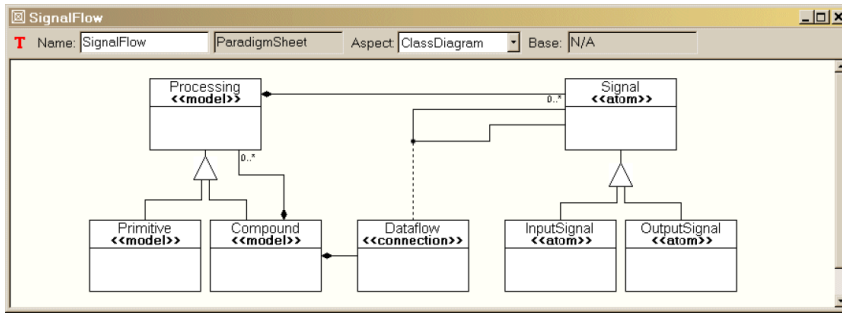 SignalFlow
T Name: SignalFlow ParadigmSheet Aspect: ClassDiagram Base: N/A
Processing
<<model>>
Signal
<<atom>>
0..*
0..*
Primitive
<<model>>
Compound
<<model>>
Dataflow
<<connection>>
InputSignal
<<atom>>
OutputSignal
<<atom>>